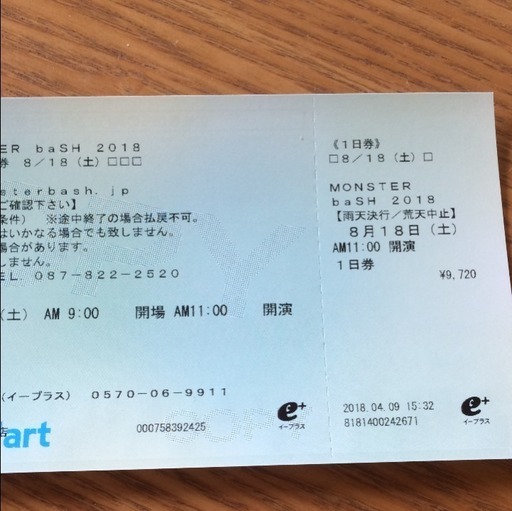 ER baSH 2018
券 8/18(土)□□□
sterbash.jp
ご確認下さい】
条件) ※途中終了の場合払戻不可。
はいかなる場合でも致しません。
場合があります。
しません。
EL 087-822-2520
(土) AM 9:00 開場 AM11:00 開演
(イープラス) 0570-06-9911
店
art
000758392425
e+
イープラス
《1日券》
□8/18(土)□
MONSTER
baSH 2018
【雨天決行/荒天中止】
8月18日(土)
AM11:00 開演
1日券
¥9,720
2018.04.09 15:32
8181400242671
e+
イープラス